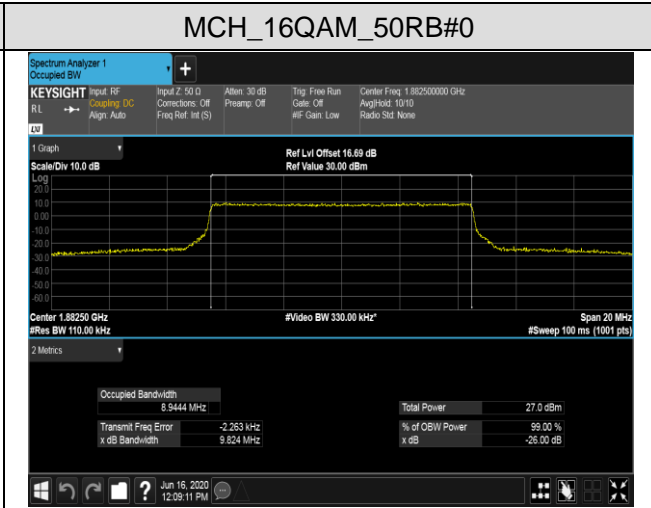 MCH_16QAM_50RB#0
Spectrum Analyzer 1
Occupied BW
+
KEYSIGHT Input: RF Input Z: 50 Ω Atten: 30 dB Trig: Free Run Center Freq: 1.882500000 GHz
RL Coupling: DC Corrections: Off Preamp: Off Gate: Off Avg|Hold: 10/10
Align: Auto Freq Ref: Int (S) #IF Gain: Low Radio Std: None
LXI
1 Graph
Ref Lvl Offset 16.69 dB
Scale/Div 10.0 dB Ref Value 30.00 dBm
Log
20.0
10.0
0.00
-10.0
-20.0
-30.0
-40.0
-50.0
-60.0
Center 1.88250 GHz #Video BW 330.00 kHz* Span 20 MHz
#Res BW 110.00 kHz #Sweep 100 ms (1001 pts)
2 Metrics
Occupied Bandwidth
8.9444 MHz Total Power 27.0 dBm
Transmit Freq Error -2.263 kHz % of OBW Power 99.00 %
x dB Bandwidth 9.824 MHz x dB -26.00 dB
? Jun 16, 2020
12:09:11 PM